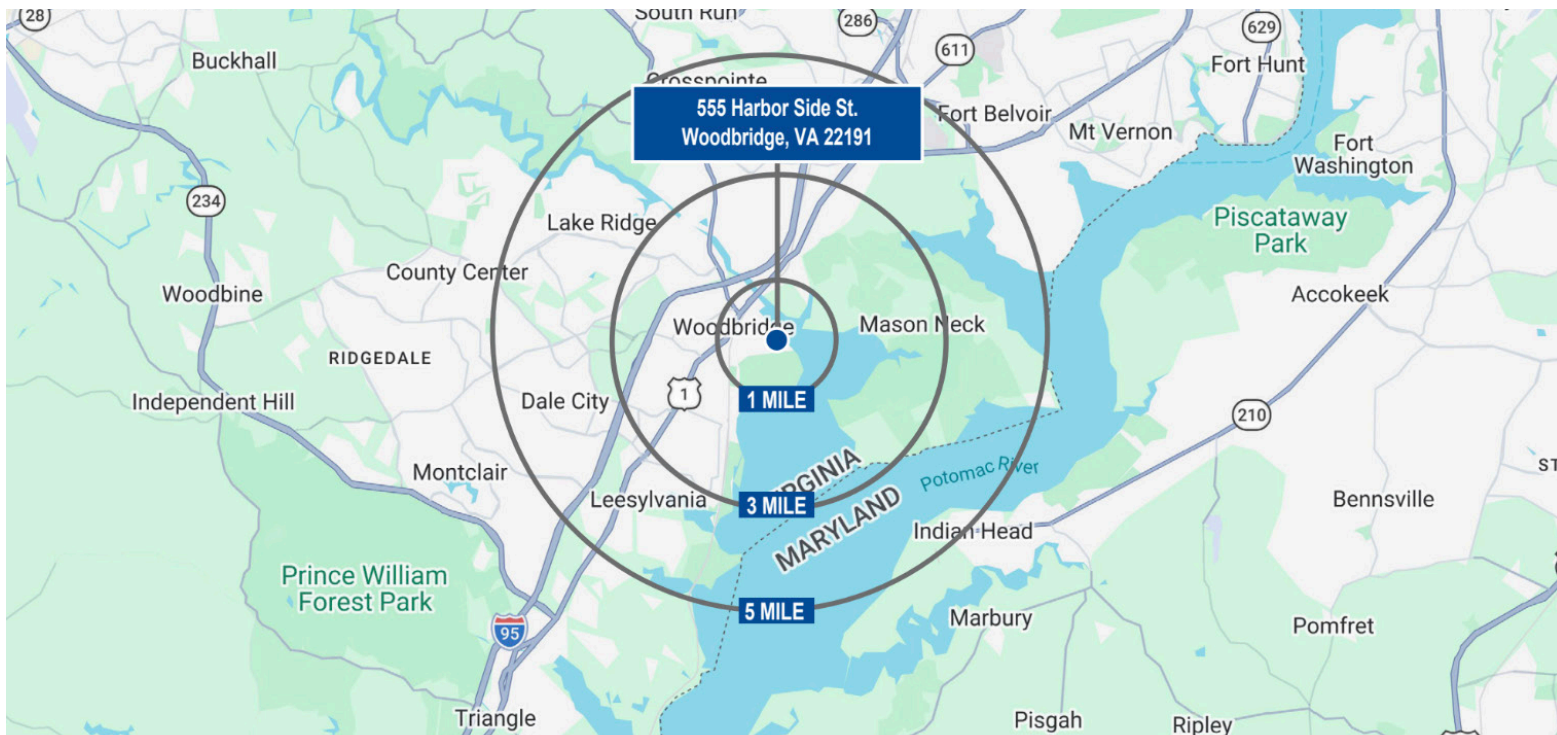 28
South Run
286
629
Buckhall
611
Fort Hunt
Crosspointe
555 Harbor Side St.
Woodbridge, VA 22191
Fort Belvoir
Mt Vernon
Fort
Washington
234
Lake Ridge
Piscataway
Park
County Center
Woodbine
Accokeek
Woodbridge
Mason Neck
RIDGEDALE
Independent Hill
Dale City
1
1 MILE
210
Montclair
VIRGINIA
Potomac River
Leesylvania
3 MILE
MARYLAND
Bennsville
Indian Head
Prince William
Forest Park
5 MILE
95
Marbury
Pomfret
Triangle
Pisgah
Ripley